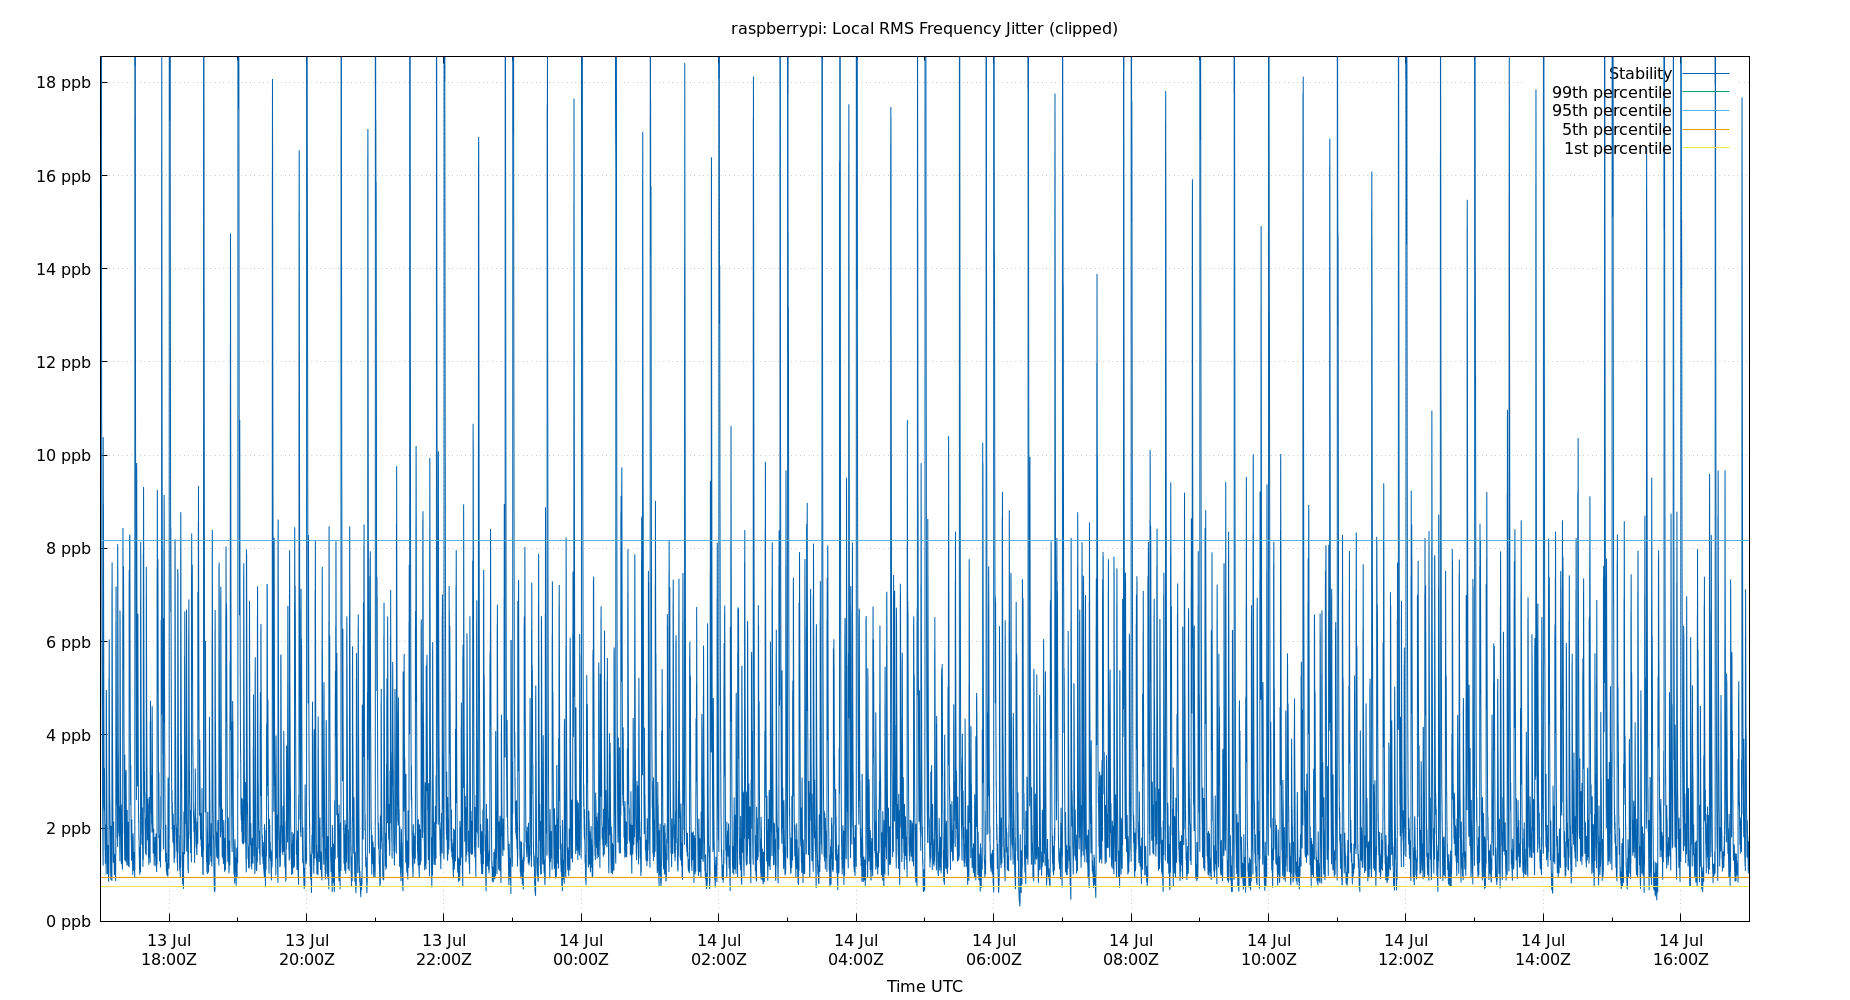 raspberrypi: Local RMS Frequency Jitter (clipped)
18 ppb
16 ppb
14 ppb
12 ppb
10 ppb
8 ppb
6 ppb
4 ppb
2 ppb
0 ppb
Stability
99th percentile
95th percentile
5th percentile
1st percentile
13 Jul
18:00Z
13 Jul
20:00Z
13 Jul
22:00Z
14 Jul
00:00Z
14 Jul
02:00Z
14 Jul
04:00Z
14 Jul
06:00Z
14 Jul
08:00Z
14 Jul
10:00Z
14 Jul
12:00Z
14 Jul
14:00Z
14 Jul
16:00Z
Time UTC